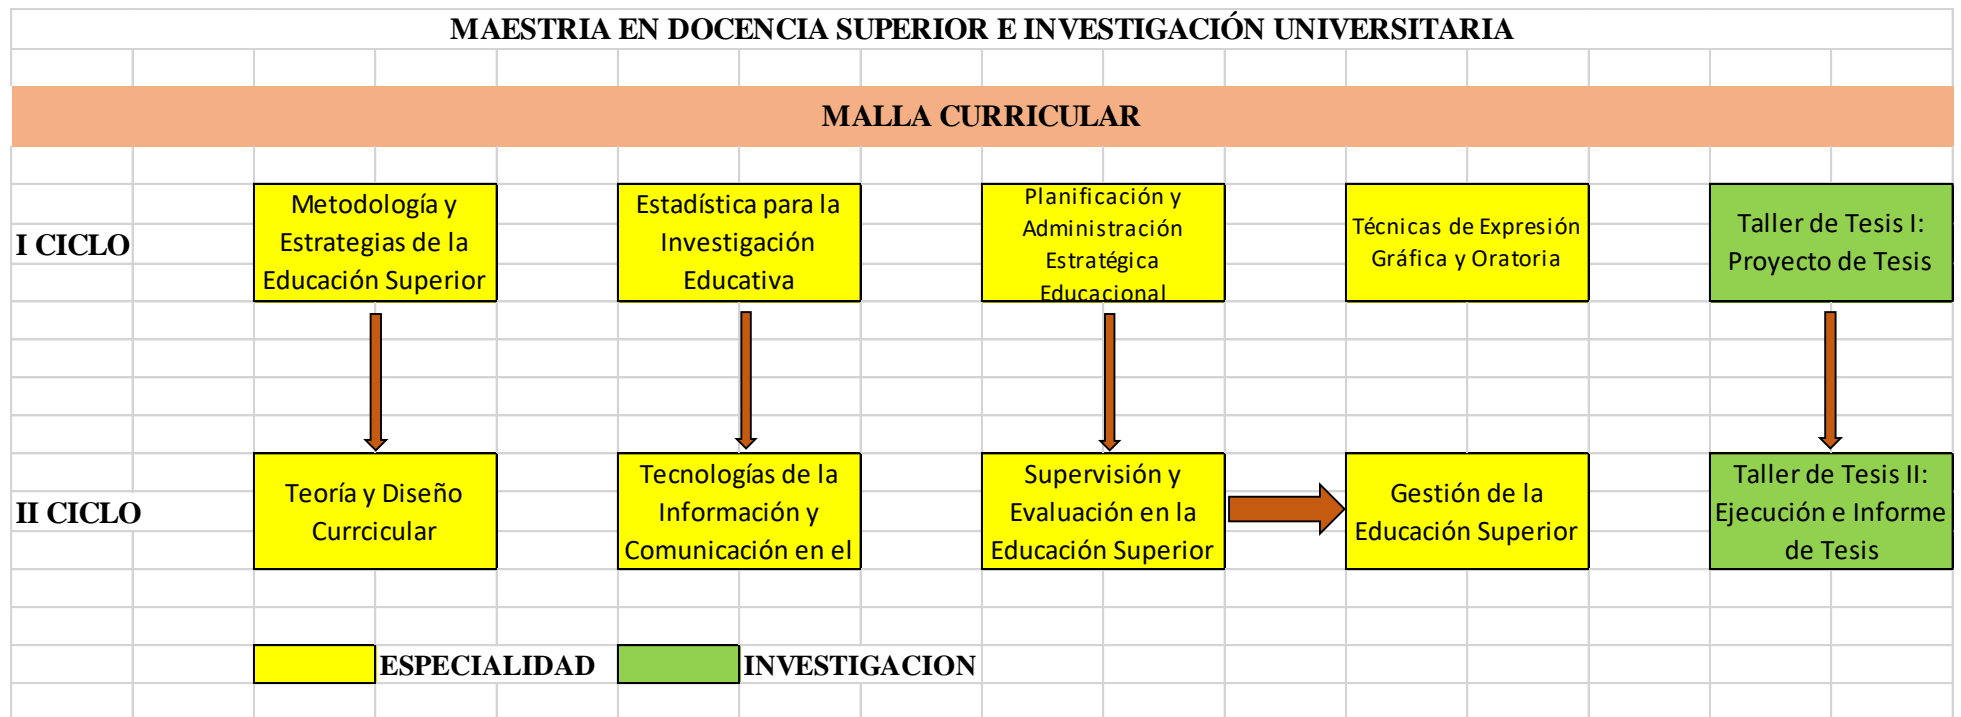 MAESTRIA EN DOCENCIA SUPERIOR E INVESTIGACIÓN UNIVERSITARIA
MALLA CURRICULAR
I CICLO
Metodología y
Estrategias de la
Educación Superior
Estadística para la
Investigación
Educativa
Planificación y
Administración
Estratégica
Educacional
Técnicas de Expresión
Gráfica y Oratoria
Taller de Tesis I:
Proyecto de Tesis
II CICLO
Teoría y Diseño
Currcicular
Tecnologías de la
Información y
Comunicación en el
Supervisión y
Evaluación en la
Educación Superior
Gestión de la
Educación Superior
Taller de Tesis II:
Ejecución e Informe
de Tesis
ESPECIALIDAD
INVESTIGACION